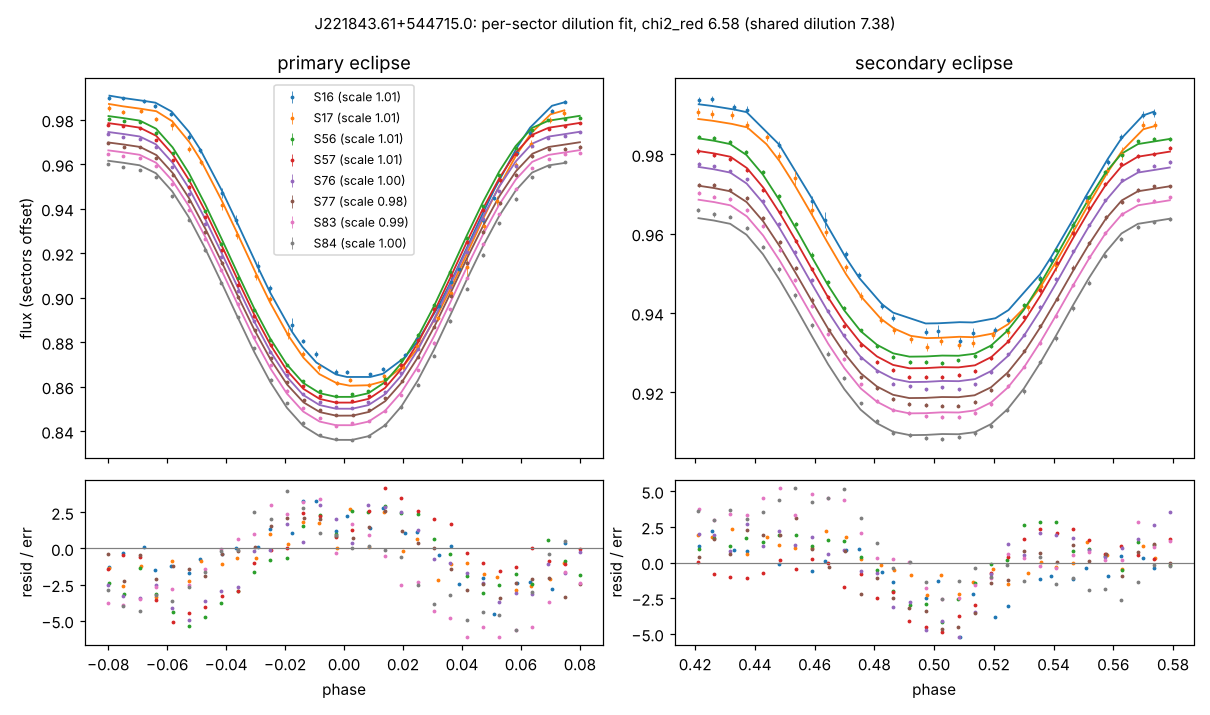 J221843.61+544715.0: per-sector dilution fit, chi2_red 6.58 (shared dilution 7.38)
primary eclipse
secondary eclipse
S16 (scale 1.01)
S17 (scale 1.01)
S56 (scale 1.01)
S57 (scale 1.01)
S76 (scale 1.00)
S77 (scale 0.98)
S83 (scale 0.99)
S84 (scale 1.00)
flux (sectors offset)
0.98
0.96
0.94
0.92
0.90
0.88
0.86
0.84
0.98
0.96
0.94
0.92
resid / err
2.5
0.0
−2.5
−5.0
resid / err
5.0
2.5
0.0
−2.5
−5.0
−0.08 −0.06 −0.04 −0.02 0.00 0.02 0.04 0.06 0.08
0.42 0.44 0.46 0.48 0.50 0.52 0.54 0.56 0.58
phase
phase